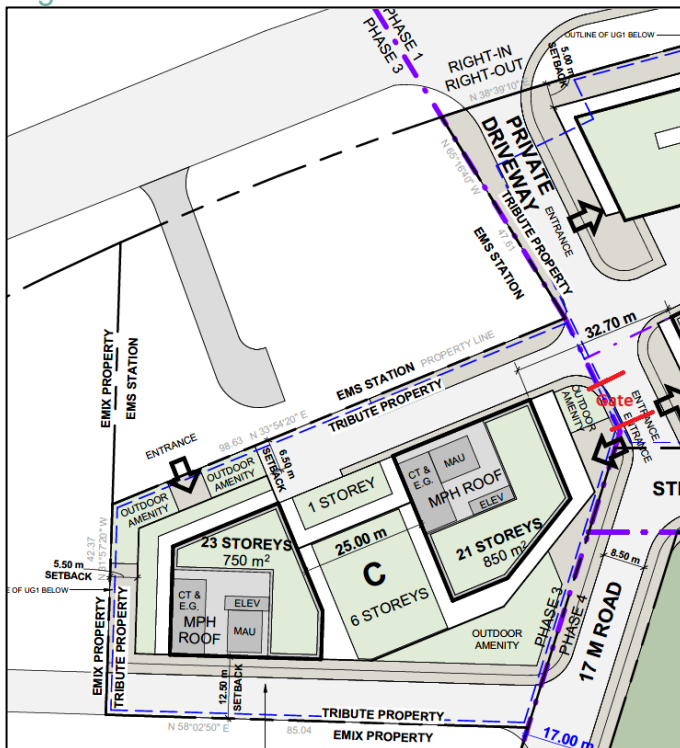 PHASE 1
PHASE 3
RIGHT-IN
RIGHT-OUT
OUTLINE OF UG1 BELOW
5.00 m
SETBACK
N 38°39'10" E
PRIVATE
DRIVEWAY
N 65°16'40" W
47.61
ENTRANCE
TRIBUTE PROPERTY
EMS STATION
32.70 m
EMIX PROPERTY
EMS STATION
EMS STATION
PROPERTY LINE
TRIBUTE PROPERTY
98.63
N 33°54'20" E
6.50 m
SETBACK
ENTRANCE
OUTDOOR
AMENITY
OUTDOOR
AMENITY
OUTDOOR
AMENITY
Gate
ENTRANCE
ENTRANCE
CT &
E.G.
MAU
MPH ROOF
ELEV
1 STOREY
23 STOREYS
750 m²
25.00 m
21 STOREYS
850 m²
C
6 STOREYS
42.37
5.50 m
SETBACK
E OF UG1 BELOW
CT &
E.G.
ELEV
MPH
ROOF
MAU
STI
8.50 m
PHASE 3
PHASE 4
17 M ROAD
OUTDOOR
AMENITY
EMIX PROPERTY
TRIBUTE PROPERTY
12.50 m
SETBACK
TRIBUTE PROPERTY
N 58°02'50" E
85.04
EMIX PROPERTY
17.00 m